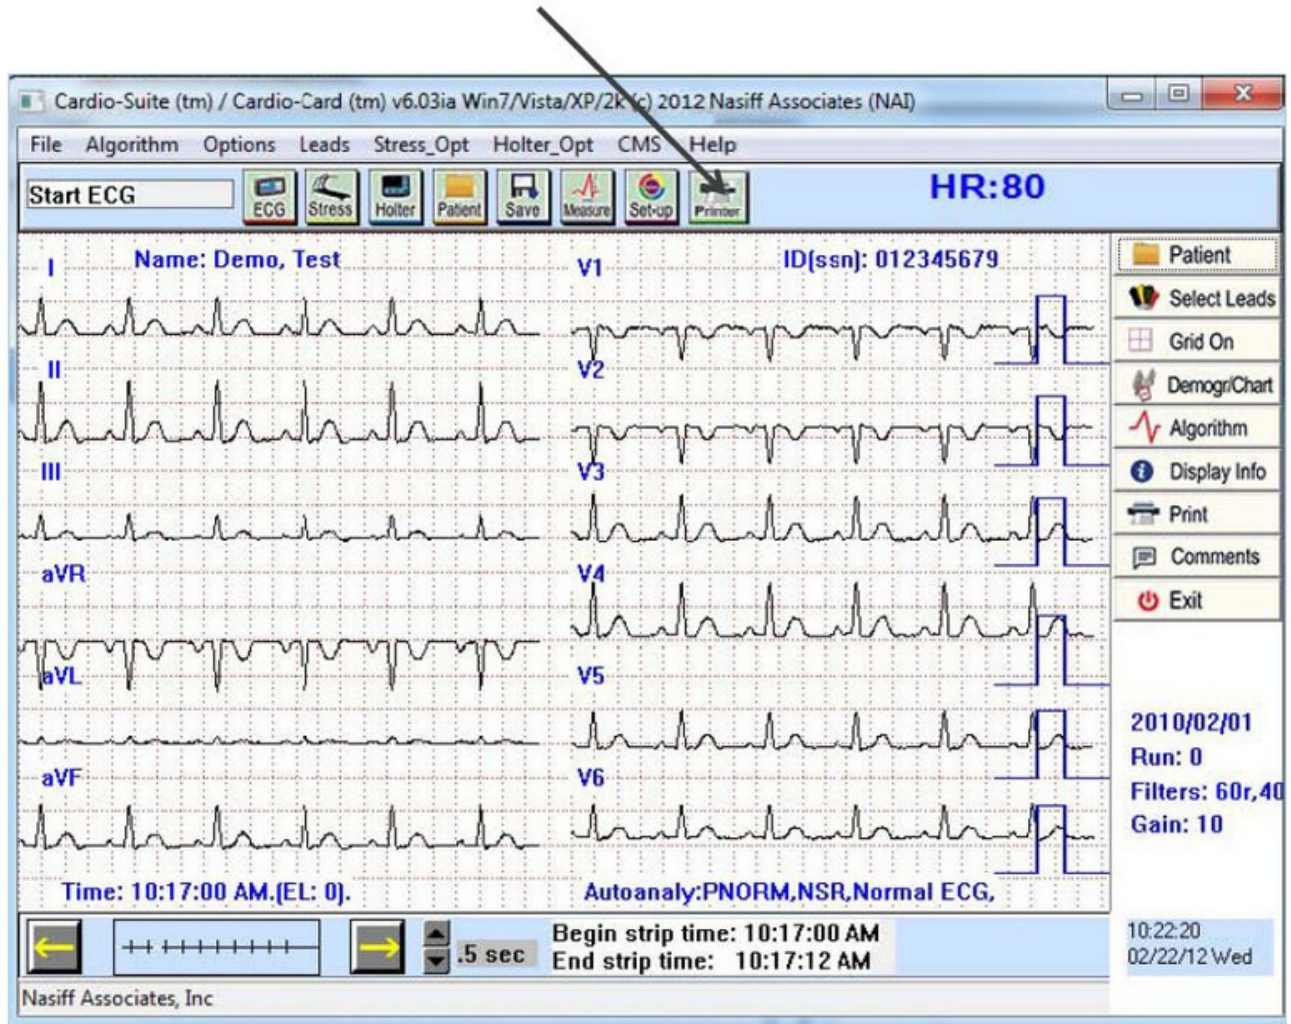 Cardio-Suite (tm) / Cardio-Card (tm) v6.03ia Win7/Vista/XP/2k (c) 2012 Nasiff Associates (NAI)
File Algorithm Options Leads Stress_Opt Holter_Opt CMS Help
Start ECG
ECG Stress Holter Patient Save Measure Set-up Printer
HR:80
I Name: Demo, Test V1 ID(ssn): 012345679
II V2
III V3
aVR V4
aVL V5
aVF V6
Time: 10:17:00 AM.(EL: 0). Autoanaly:PNORM,NSR,Normal ECG,
Patient
Select Leads
Grid On
Demogr/Chart
Algorithm
Display Info
Print
Comments
Exit
2010/02/01
Run: 0
Filters: 60r,40
Gain: 10
.5 sec
Begin strip time: 10:17:00 AM
End strip time: 10:17:12 AM
10:22:20
02/22/12 Wed
Nasiff Associates, Inc